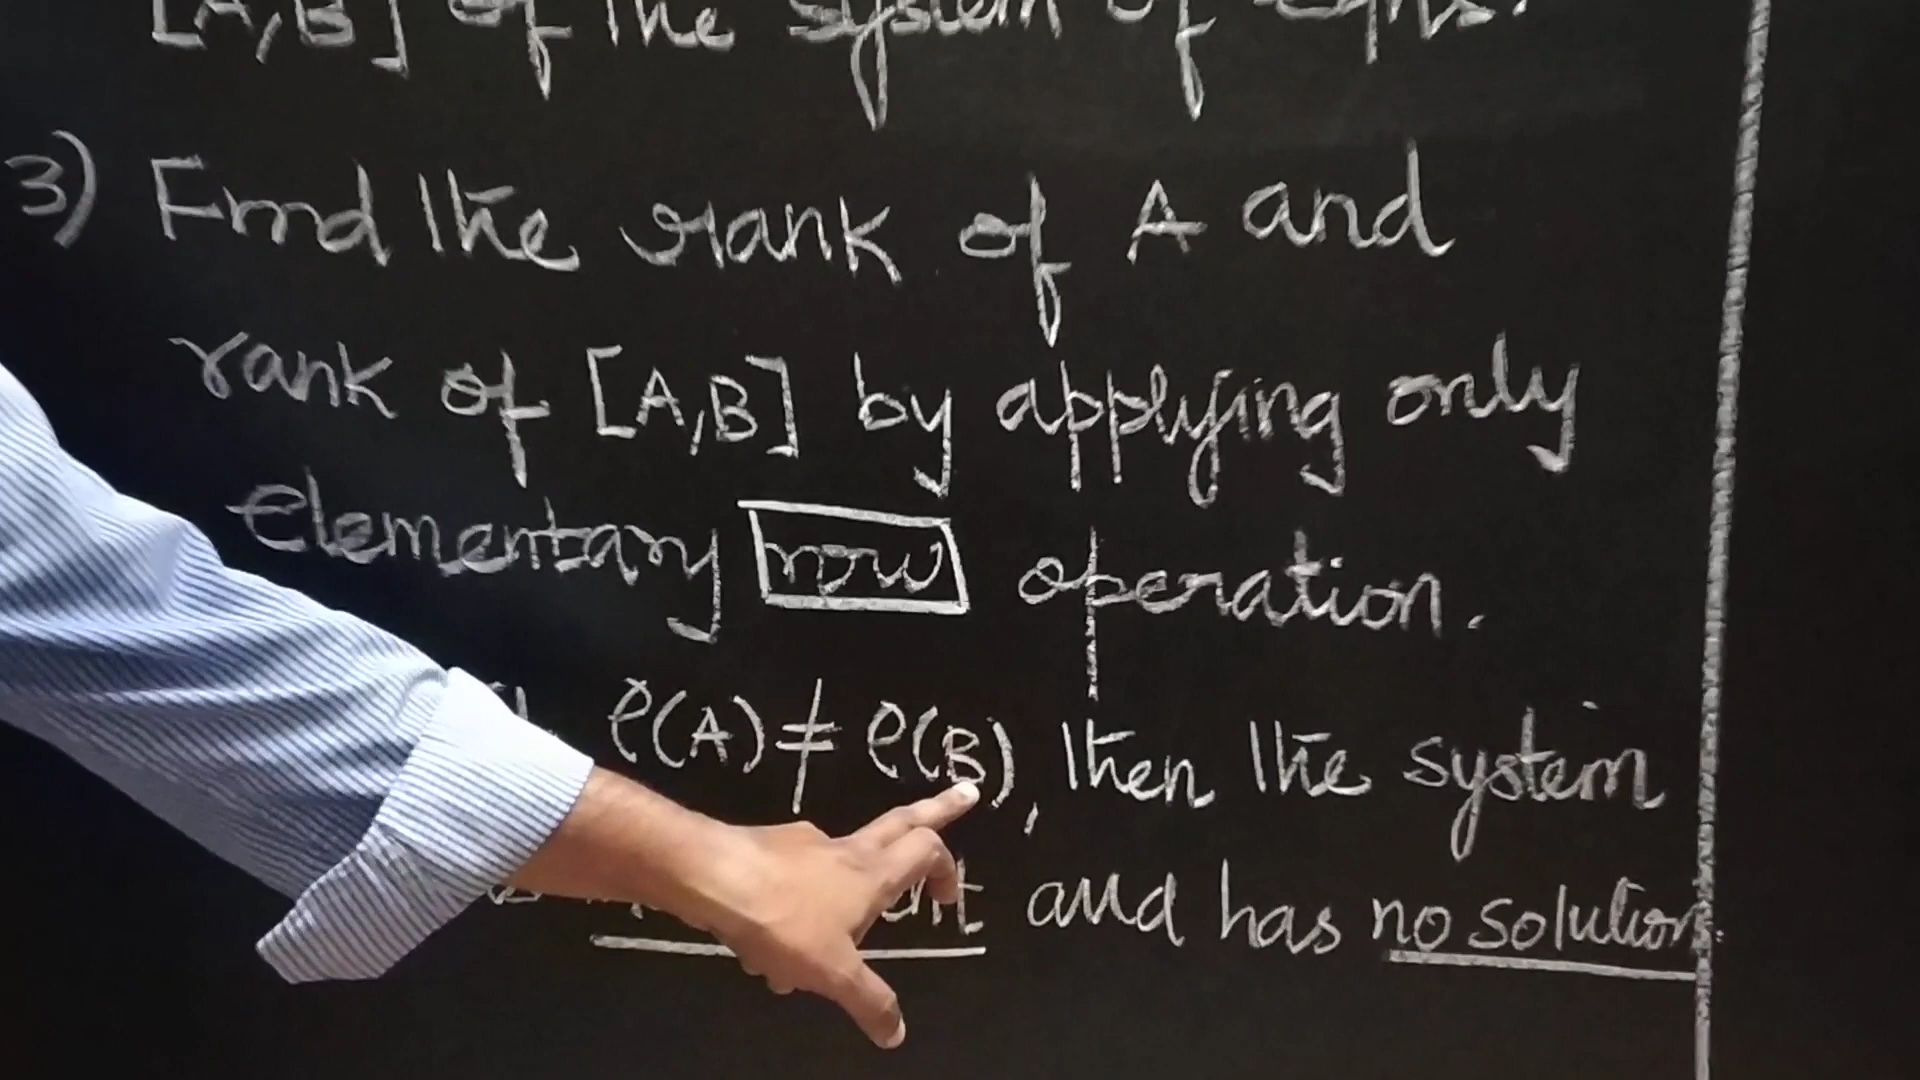 [A,B] of the system of eqns.
3) Find the rank of A and
rank of [A,B] by applying only
elementary row operation.
ρ(A) ≠ ρ(B), then the system
and has no solution.